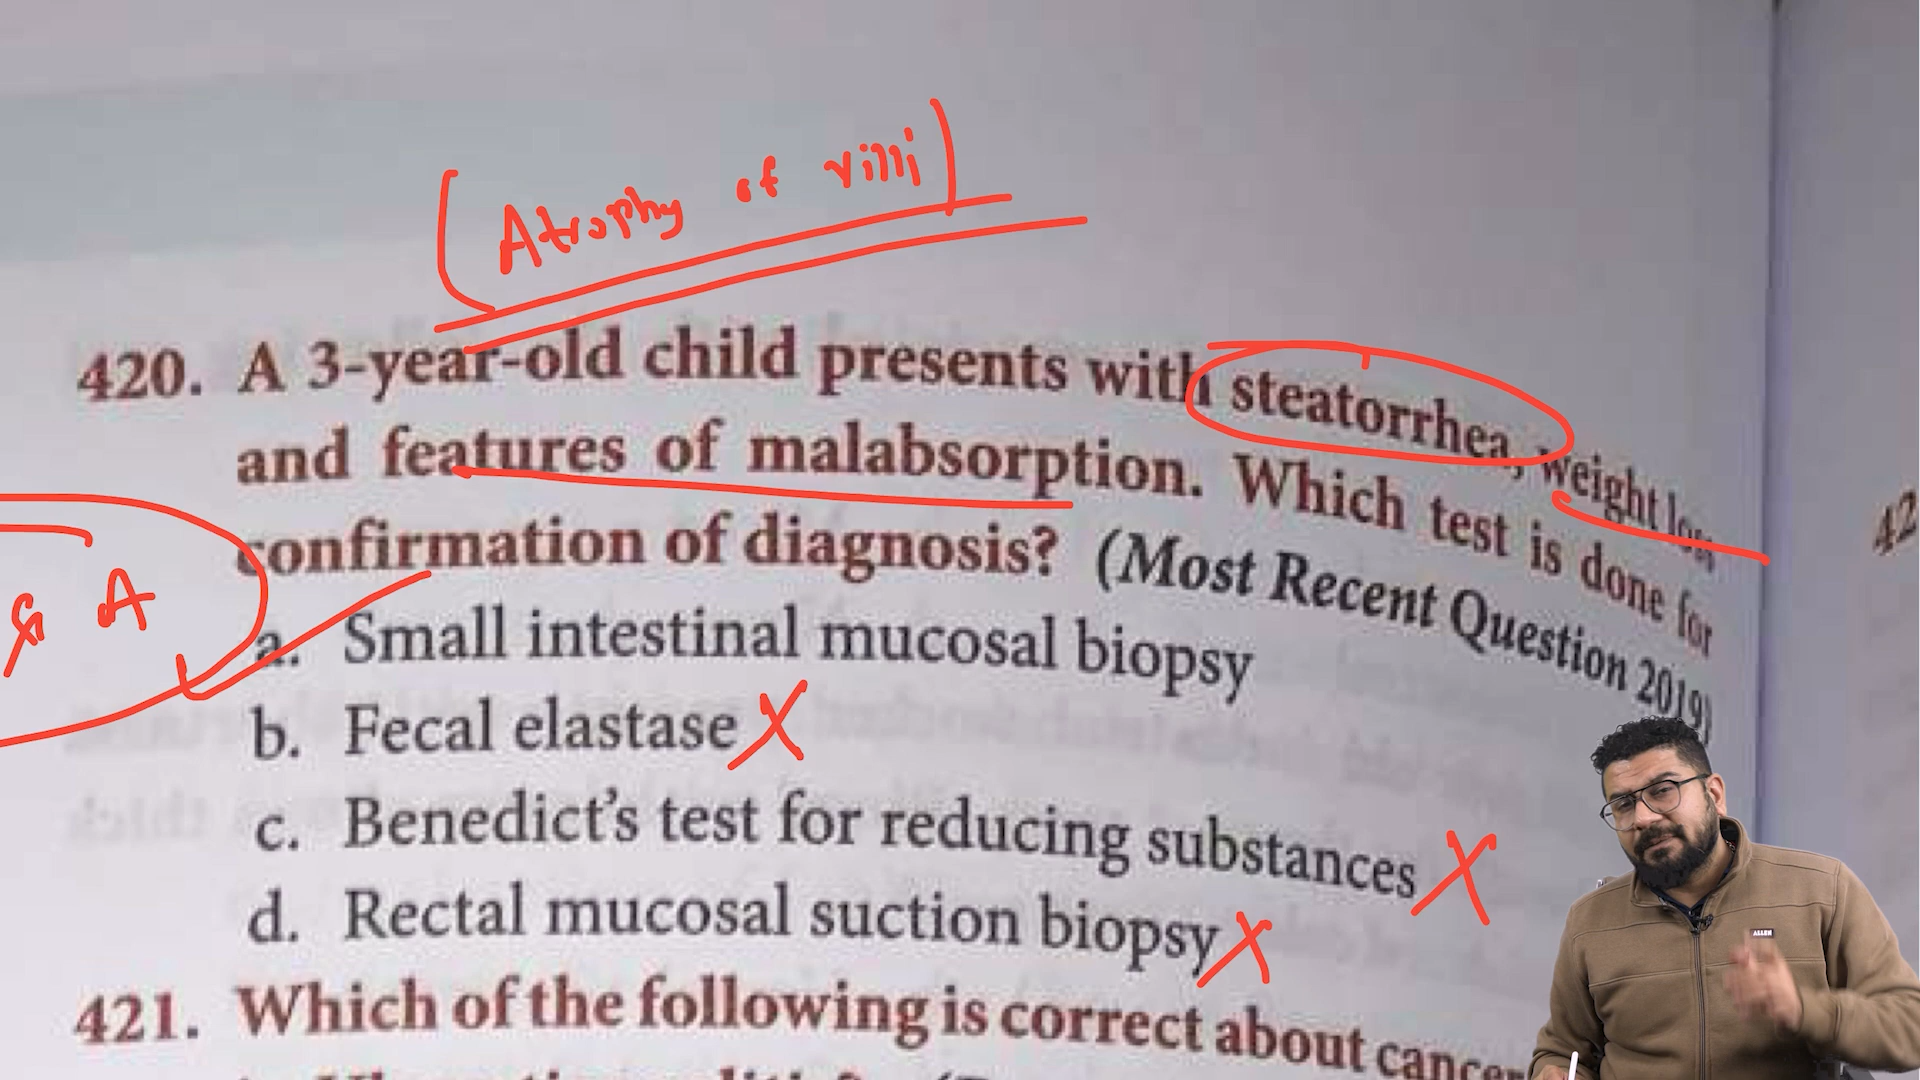 (Atrophy of villi)
420. A 3-year-old child presents with steatorrhea, weight loss
and features of malabsorption. Which test is done for
confirmation of diagnosis? (Most Recent Question 2019)
A
a. Small intestinal mucosal biopsy
b. Fecal elastase X
c. Benedict's test for reducing substances X
d. Rectal mucosal suction biopsy X
421. Which of the following is correct about cancer
42
ALLEN